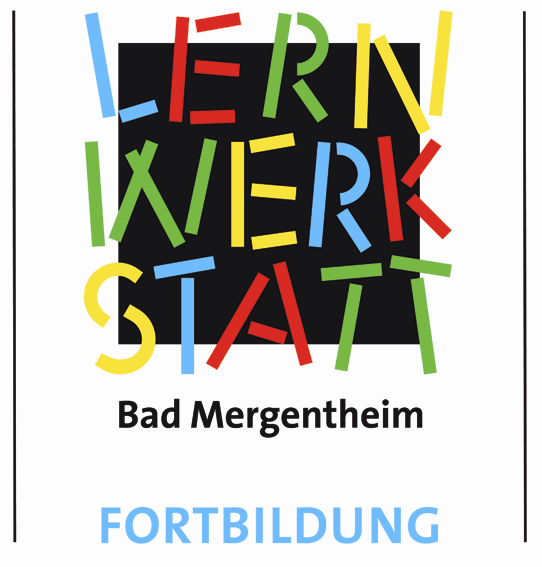 LERN
WERK
STATT
Bad Mergentheim
FORTBILDUNG